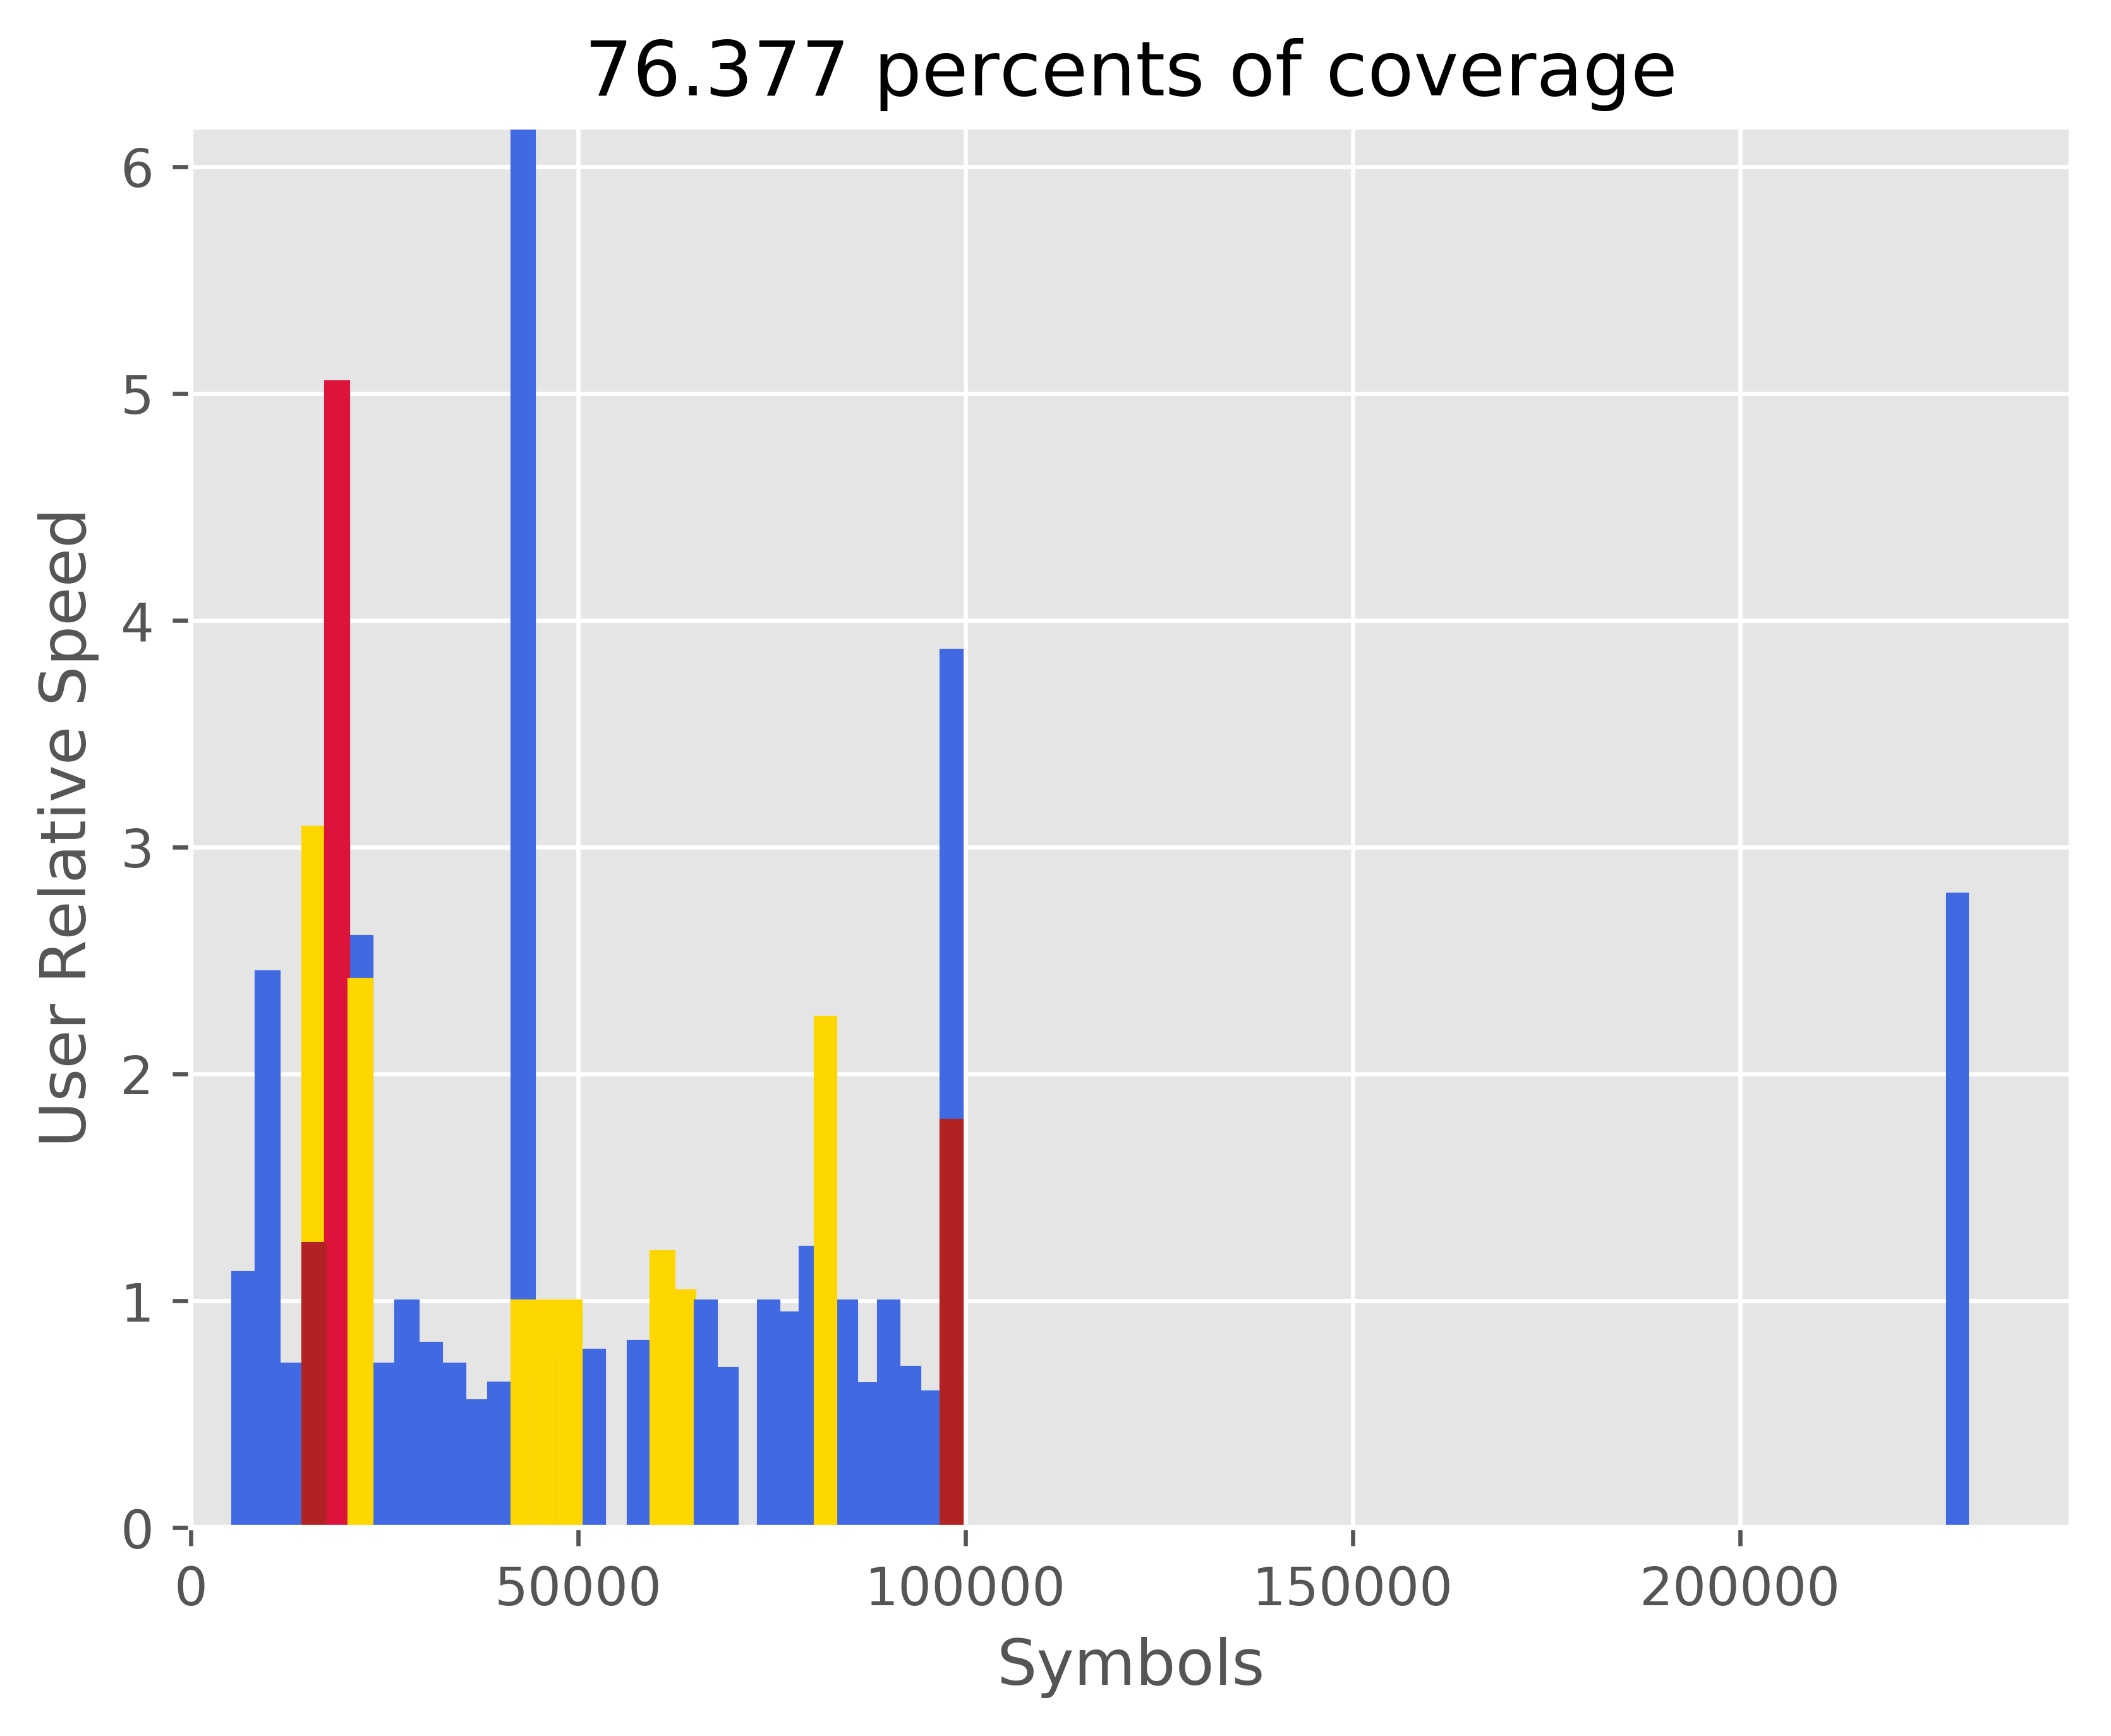 76.377 percents of coverage
User Relative Speed
6
5
4
3
2
1
0
0 50000 100000 150000 200000
Symbols